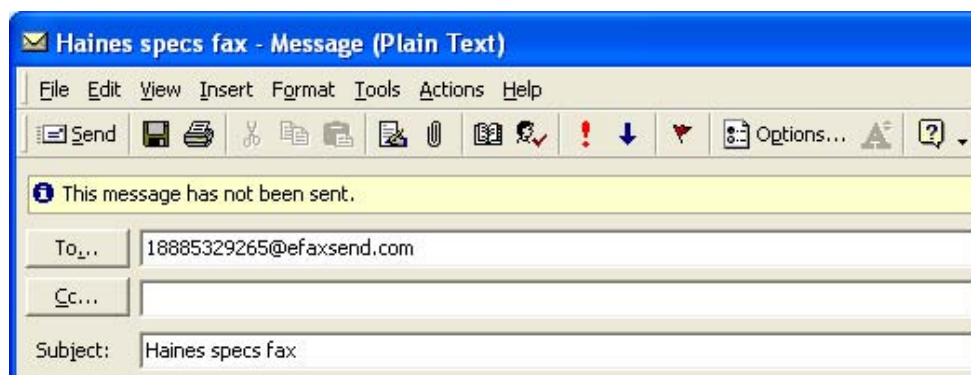 Haines specs fax - Message (Plain Text)
File Edit View Insert Format Tools Actions Help
Send Options... A ?
This message has not been sent.
To... 18885329265@efaxsend.com
Cc...
Subject: Haines specs fax